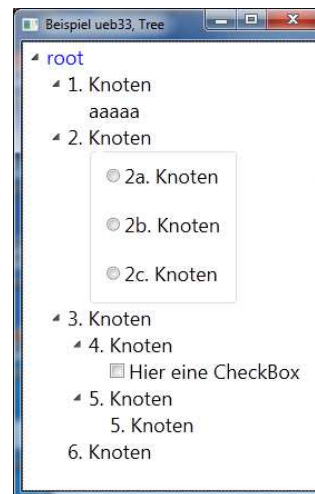 Beispiel ueb33, Tree
root
1. Knoten
aaaaa
2. Knoten
2a. Knoten
2b. Knoten
2c. Knoten
3. Knoten
4. Knoten
Hier eine CheckBox
5. Knoten
5. Knoten
6. Knoten